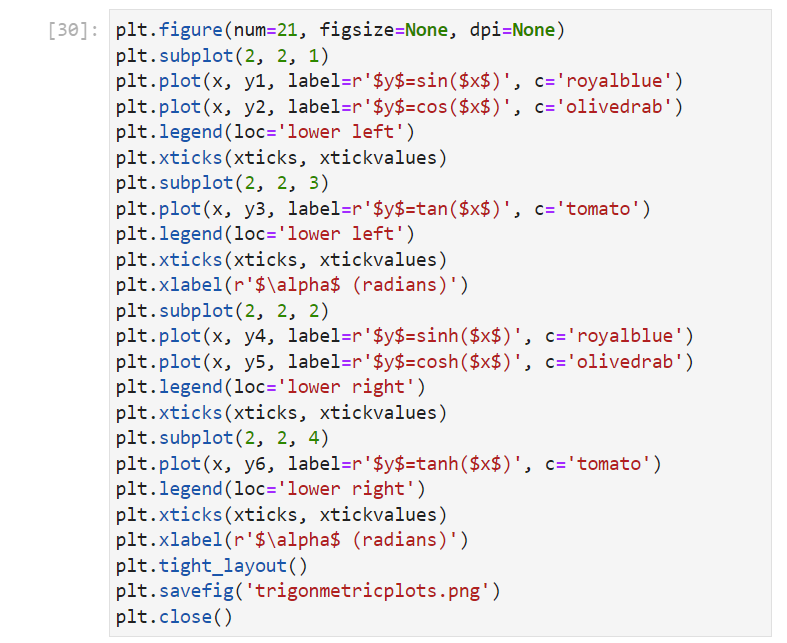 [30]: plt.figure(num=21, figsize=None, dpi=None)
plt.subplot(2, 2, 1)
plt.plot(x, y1, label=r'$y$=sin($x$)', c='royalblue')
plt.plot(x, y2, label=r'$y$=cos($x$)', c='olivedrab')
plt.legend(loc='lower left')
plt.xticks(xticks, xtickvalues)
plt.subplot(2, 2, 3)
plt.plot(x, y3, label=r'$y$=tan($x$)', c='tomato')
plt.legend(loc='lower left')
plt.xticks(xticks, xtickvalues)
plt.xlabel(r'$\alpha$ (radians)')
plt.subplot(2, 2, 2)
plt.plot(x, y4, label=r'$y$=sinh($x$)', c='royalblue')
plt.plot(x, y5, label=r'$y$=cosh($x$)', c='olivedrab')
plt.legend(loc='lower right')
plt.xticks(xticks, xtickvalues)
plt.subplot(2, 2, 4)
plt.plot(x, y6, label=r'$y$=tanh($x$)', c='tomato')
plt.legend(loc='lower right')
plt.xticks(xticks, xtickvalues)
plt.xlabel(r'$\alpha$ (radians)')
plt.tight_layout()
plt.savefig('trigonmetricplots.png')
plt.close()